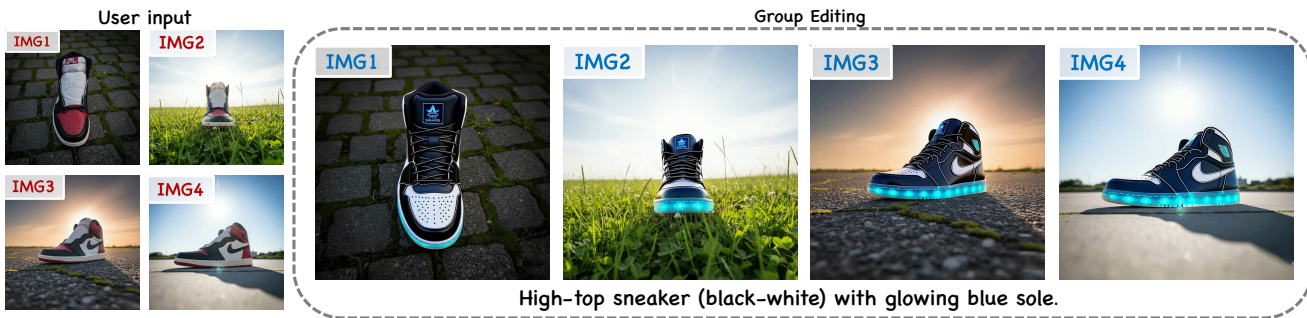 User input
Group Editing
IMG1
IMG2
IMG3
IMG4
IMG1
IMG2
IMG3
IMG4
High-top sneaker (black-white) with glowing blue sole.